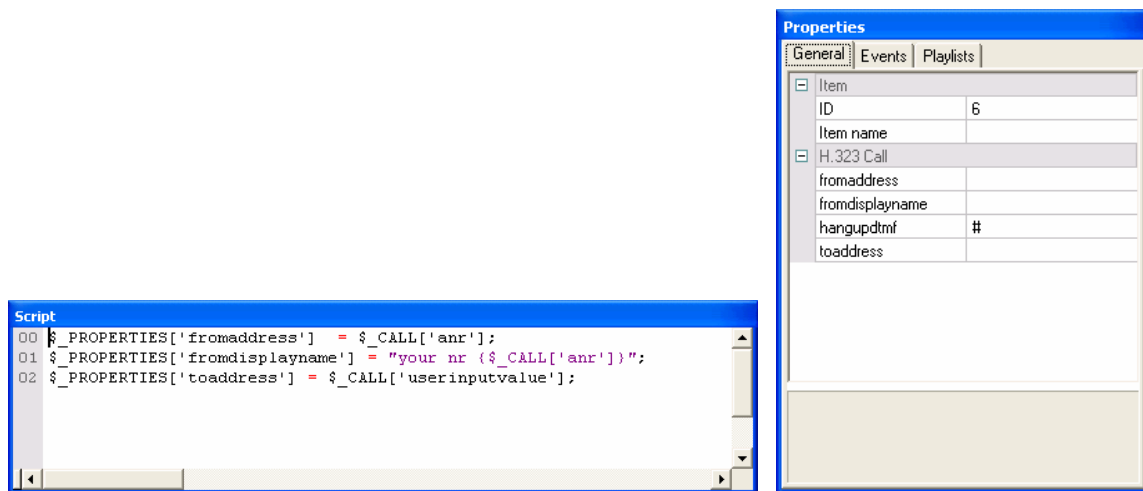 Properties
General Events Playlists
Item
ID 6
Item name
H.323 Call
fromaddress
fromdisplayname
hangupdtmf #
toaddress
Script
00 $_PROPERTIES['fromaddress']  = $_CALL['anr'];
01 $_PROPERTIES['fromdisplayname'] = "your nr {$_CALL['anr']}";
02 $_PROPERTIES['toaddress'] = $_CALL['userinputvalue'];